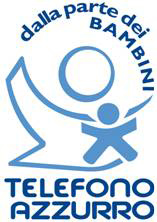 dalla parte dei BAMBINI
TELEFONO
AZZURRO